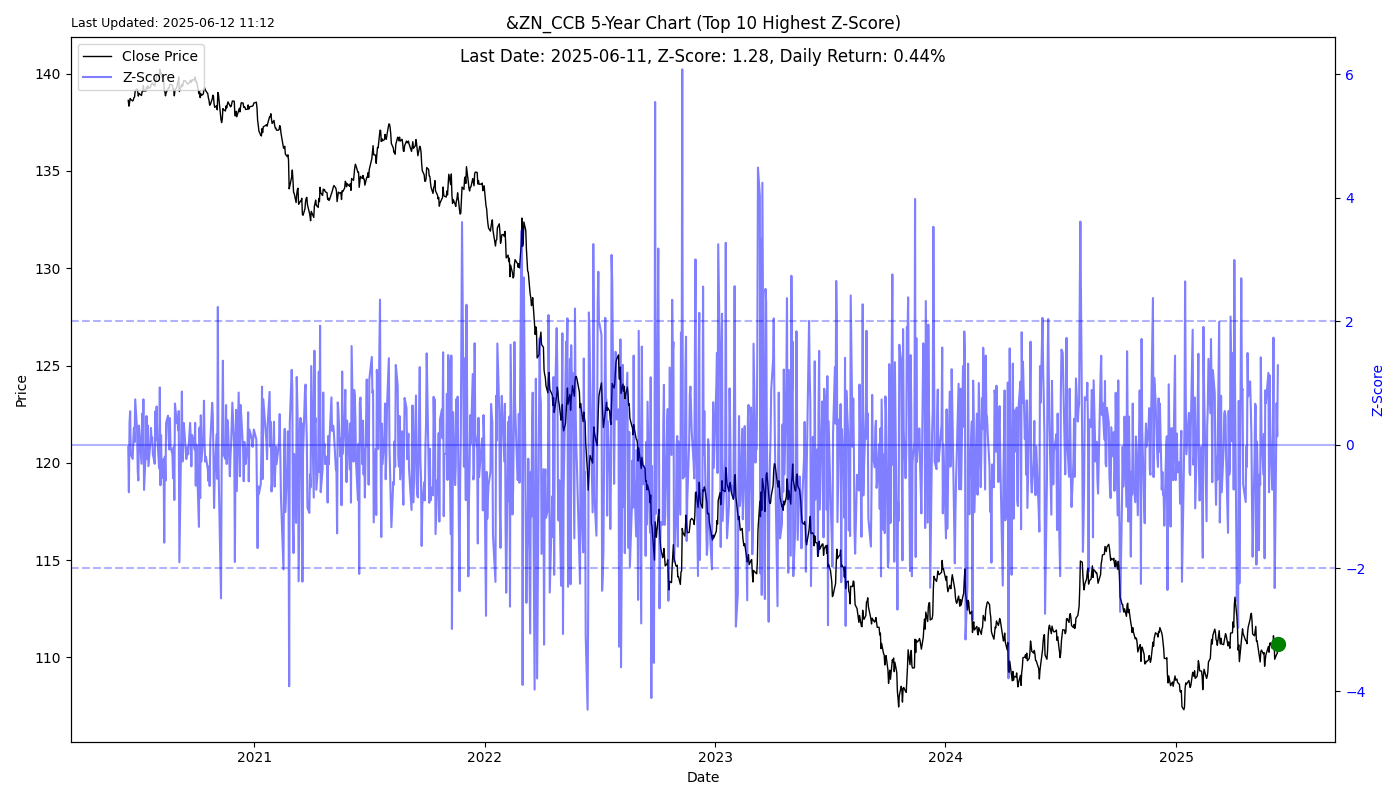 Last Updated: 2025-06-12 11:12
&ZN_CCB 5-Year Chart (Top 10 Highest Z-Score)
Last Date: 2025-06-11, Z-Score: 1.28, Daily Return: 0.44%
Close Price
Z-Score
140
135
130
125
120
115
110
Price
6
4
2
0
−2
−4
Z-Score
2021
2022
2023
2024
2025
Date